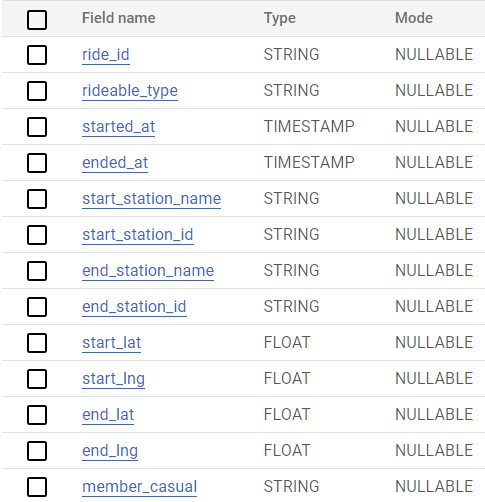 Field name Type Mode
ride_id STRING NULLABLE
rideable_type STRING NULLABLE
started_at TIMESTAMP NULLABLE
ended_at TIMESTAMP NULLABLE
start_station_name STRING NULLABLE
start_station_id STRING NULLABLE
end_station_name STRING NULLABLE
end_station_id STRING NULLABLE
start_lat FLOAT NULLABLE
start_lng FLOAT NULLABLE
end_lat FLOAT NULLABLE
end_lng FLOAT NULLABLE
member_casual STRING NULLABLE